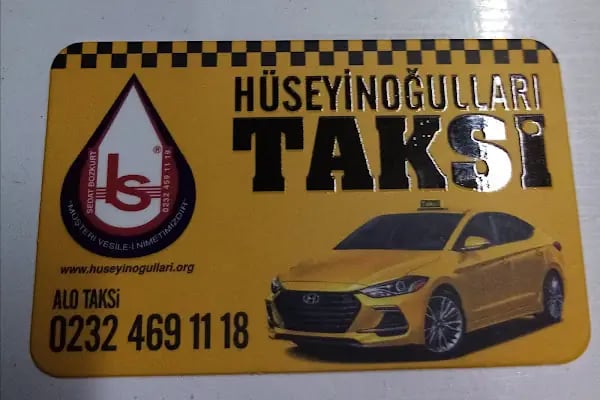 HÜSEYİNOĞULLARI
TAKSİ
SEDAT BOZKURT
LS
®
0232 469 11 18
"MÜŞTERİ VESİLE-İ NİMETİMİZDİR"
www.huseyinogullari.org
ALO TAKSİ
0232 469 11 18